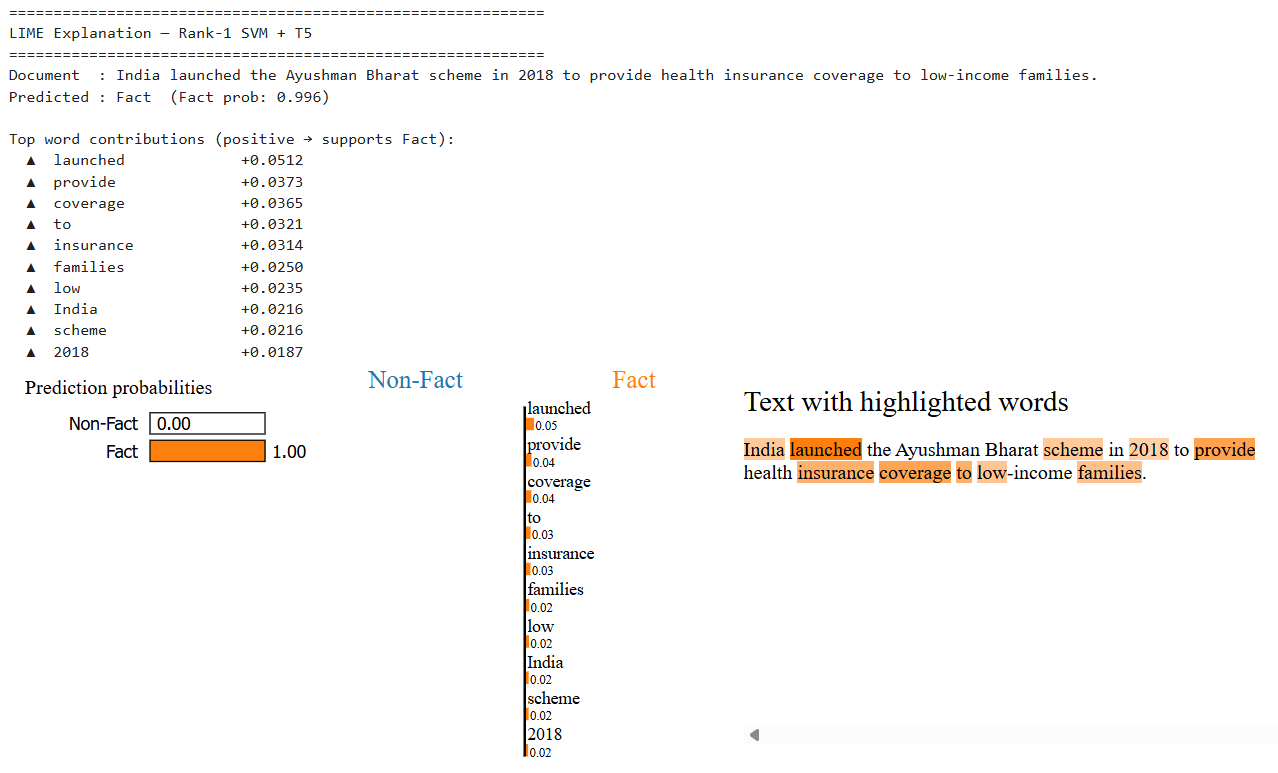 ============================================================
LIME Explanation — Rank-1 SVM + T5
============================================================
Document  : India launched the Ayushman Bharat scheme in 2018 to provide health insurance coverage to low-income families.
Predicted : Fact  (Fact prob: 0.996)
Top word contributions (positive → supports Fact):
▲  launched             +0.0512
▲  provide              +0.0373
▲  coverage             +0.0365
▲  to                   +0.0321
▲  insurance            +0.0314
▲  families             +0.0250
▲  low                  +0.0235
▲  India                +0.0216
▲  scheme               +0.0216
▲  2018                 +0.0187
Prediction probabilities
Non-Fact 0.00
Fact 1.00
Non-Fact Fact
launched
0.05
provide
0.04
coverage
0.04
to
0.03
insurance
0.03
families
0.02
low
0.02
India
0.02
scheme
0.02
2018
0.02
Text with highlighted words
India launched the Ayushman Bharat scheme in 2018 to provide
health insurance coverage to low-income families.